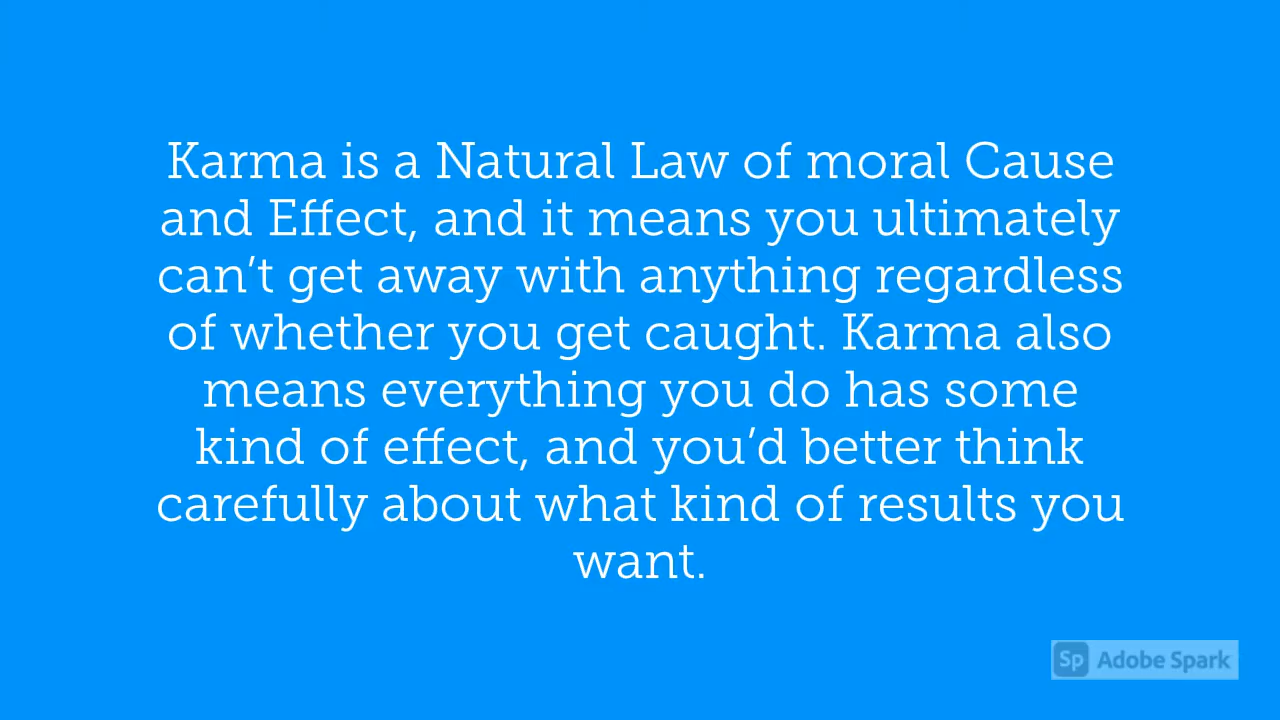 Karma is a Natural Law of moral Cause
and Effect, and it means you ultimately
can’t get away with anything regardless
of whether you get caught. Karma also
means everything you do has some
kind of effect, and you’d better think
carefully about what kind of results you
want.
Sp Adobe Spark